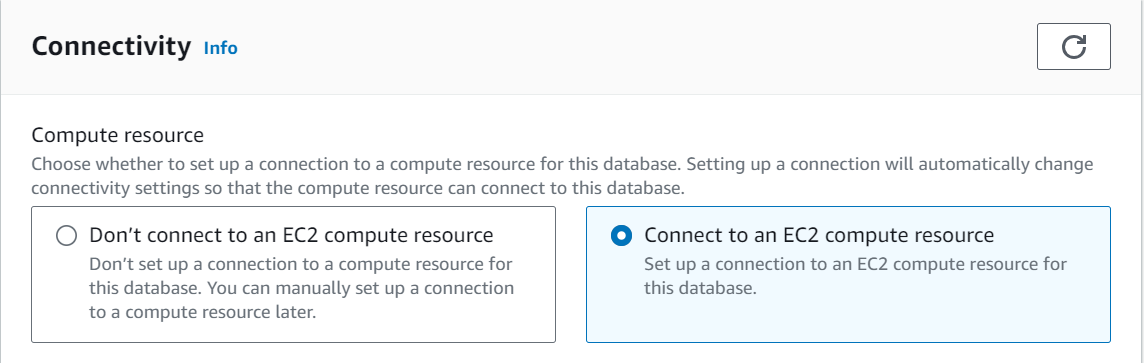 Connectivity Info
Compute resource
Choose whether to set up a connection to a compute resource for this database. Setting up a connection will automatically change
connectivity settings so that the compute resource can connect to this database.
Don’t connect to an EC2 compute resource
Don’t set up a connection to a compute resource for
this database. You can manually set up a connection
to a compute resource later.
Connect to an EC2 compute resource
Set up a connection to an EC2 compute resource for
this database.